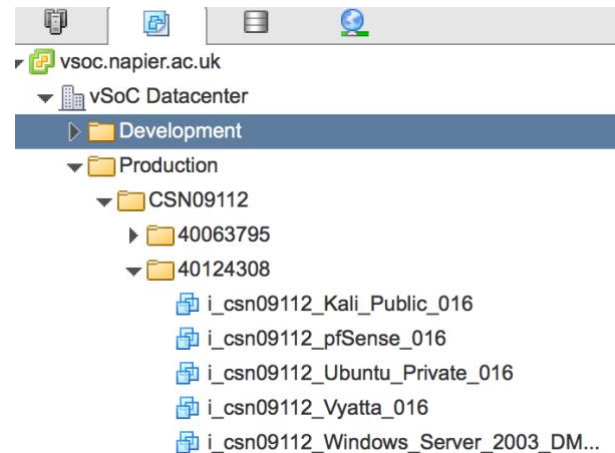 vsoc.napier.ac.uk
vSoC Datacenter
Development
Production
CSN09112
40063795
40124308
i_csn09112_Kali_Public_016
i_csn09112_pfSense_016
i_csn09112_Ubuntu_Private_016
i_csn09112_Vyatta_016
i_csn09112_Windows_Server_2003_DM...